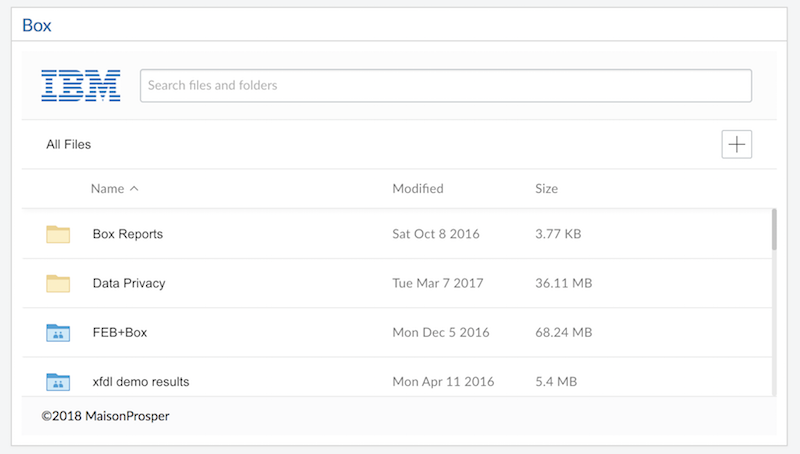 Box
IBM
Search files and folders
All Files
Name Modified Size
Box Reports Sat Oct 8 2016 3.77 KB
Data Privacy Tue Mar 7 2017 36.11 MB
FEB+Box Mon Dec 5 2016 68.24 MB
xfdl demo results Mon Apr 11 2016 5.4 MB
©2018 MaisonProsper